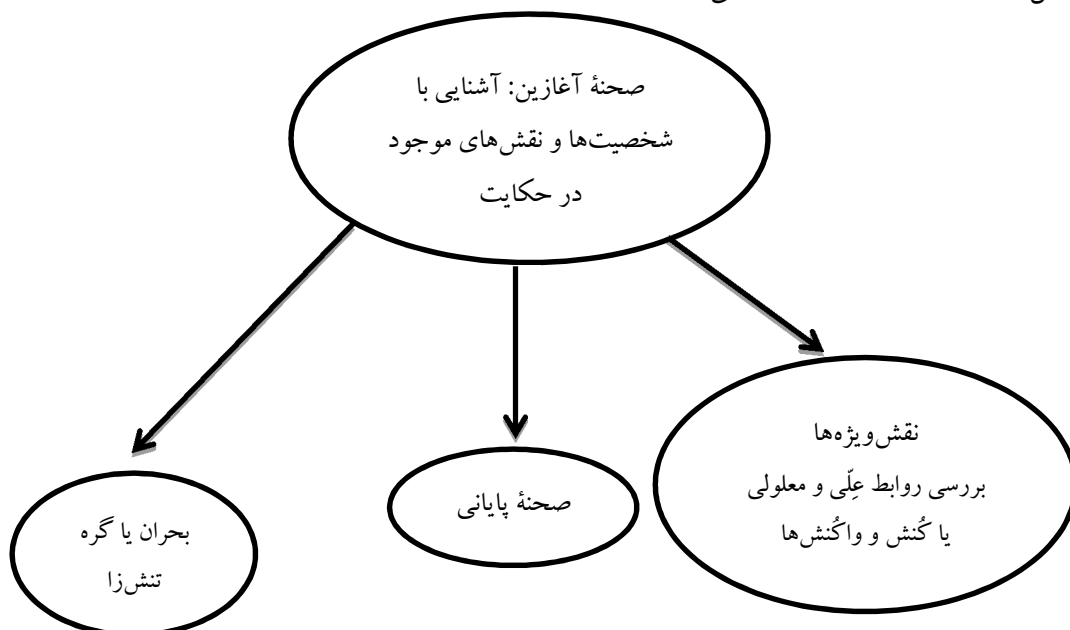 صحنهٔ آغازین: آشنایی با
شخصیت‌ها و نقش‌های موجود
در حکایت
نقش‌ویژه‌ها
بررسی روابط عِلّی و معلولی
یا کُنش و واکُنش‌ها
صحنهٔ پایانی
بحران یا گره
تنش‌زا